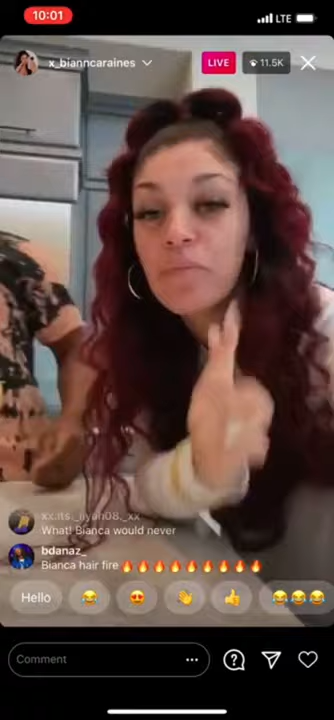 10:01
LTE
x_bianncaraines
LIVE
11.5K
What! Bianca would never
bdanaz_
Bianca hair fire🔥🔥🔥🔥🔥🔥🔥🔥🔥
Hello 😂 😍 👏 👍 😂😂😂
Comment